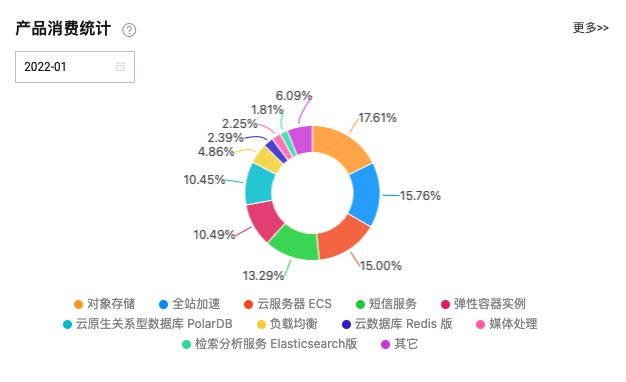 产品消费统计 ?
更多>>
2022-01
6.09%
1.81%
17.61%
2.25%
2.39%
4.86%
10.45%
15.76%
10.49%
15.00%
13.29%
对象存储 全站加速 云服务器 ECS 短信服务 弹性容器实例
云原生关系型数据库 PolarDB 负载均衡 云数据库 Redis 版 媒体处理
检索分析服务 Elasticsearch版 其它